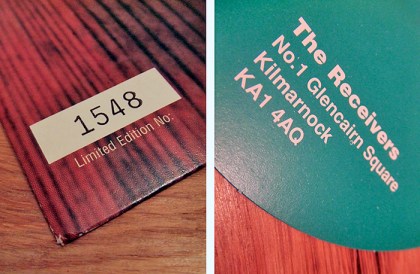 1548
Limited Edition No:
The Receivers
No.1 Glencairn Square
Kilmarnock
KA1 4AQ